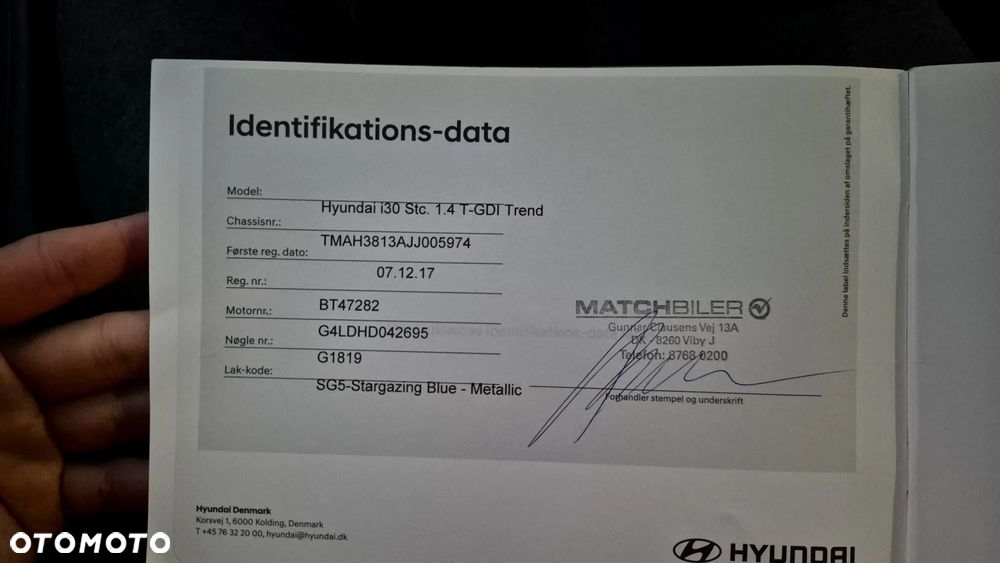 Identifikations-data
Model:
Hyundai i30 Stc. 1.4 T-GDI Trend
Chassisnr.:
TMAH3813AJJ005974
Første reg. dato:
07.12.17
Reg. nr.:
BT47282
Motornr.:
G4LDHD042695
Nøgle nr.:
G1819
Lak-kode:
SG5-Stargazing Blue - Metallic
MATCHBILER
Gunnar Clausens Vej 13A
DK - 8260 Viby J
Telefon: 8768 0200
Forhandler stempel og underskrift
Denne label indsættes på indersiden af omslaget på garantihæftet.
Hyundai Denmark
Korsvej 1, 6000 Kolding, Denmark
T +45 76 32 20 00, hyundai@hyundai.dk
HYUNDAI
OTOMOTO